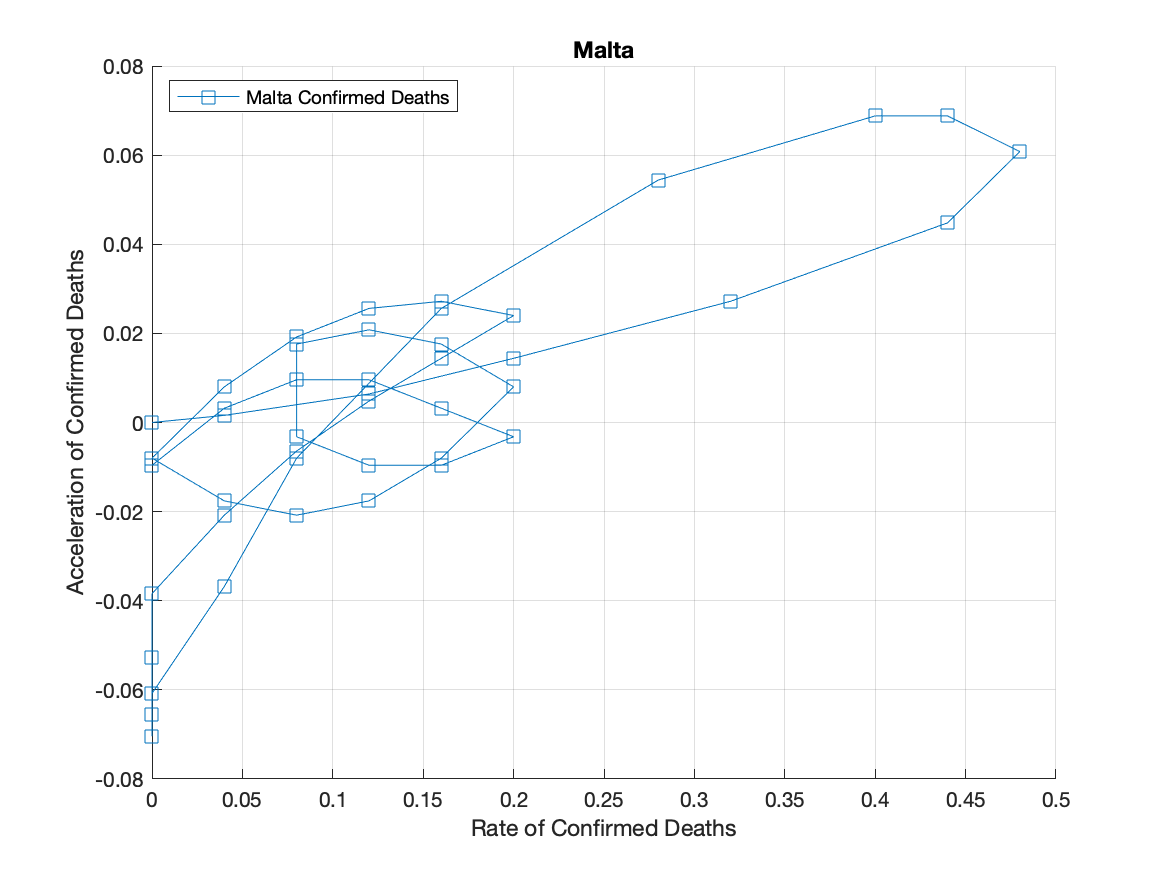 Malta
Malta Confirmed Deaths
0.08
0.06
0.04
0.02
0
-0.02
-0.04
-0.06
-0.08
Acceleration of Confirmed Deaths
0 0.05 0.1 0.15 0.2 0.25 0.3 0.35 0.4 0.45 0.5
Rate of Confirmed Deaths